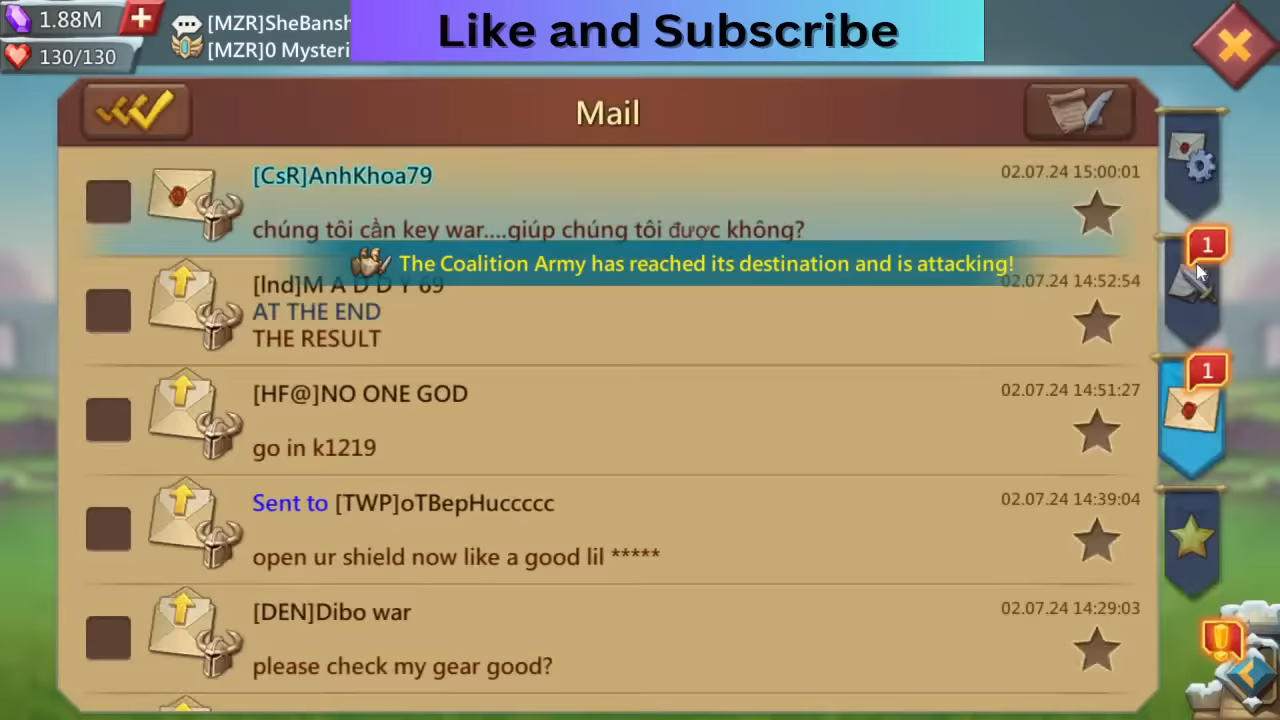 1.88M
130/130
[MZR]SheBansh
[MZR]0 Mysteri
Like and Subscribe
Mail
[CsR]AnhKhoa79
02.07.24 15:00:01
chúng tôi cần key war....giúp chúng tôi được không?
The Coalition Army has reached its destination and is attacking!
1
[lnd]M A D D Y 69
02.07.24 14:52:54
AT THE END
THE RESULT
1
[HF@]NO ONE GOD
02.07.24 14:51:27
go in k1219
Sent to [TWP]oTBepHuccccc
02.07.24 14:39:04
open ur shield now like a good lil *****
[DEN]Dibo war
02.07.24 14:29:03
please check my gear good?